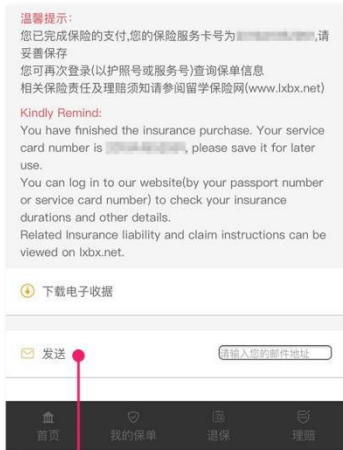 温馨提示:
您已完成保险的支付,您的保险服务卡号为 ,请
妥善保存
您可再次登录(以护照号或服务号)查询保单信息
相关保险责任及理赔须知请参阅留学保险网(www.lxbx.net)
Kindly Remind:
You have finished the insurance purchase. Your service
card number is , please save it for later
use.
You can log in to our website(by your passport number
or service card number) to check your insurance
durations and other details.
Related Insurance liability and claim instructions can be
viewed on lxbx.net.
下载电子收据
发送 请输入您的邮件地址
首页 我的保单 退保 理赔